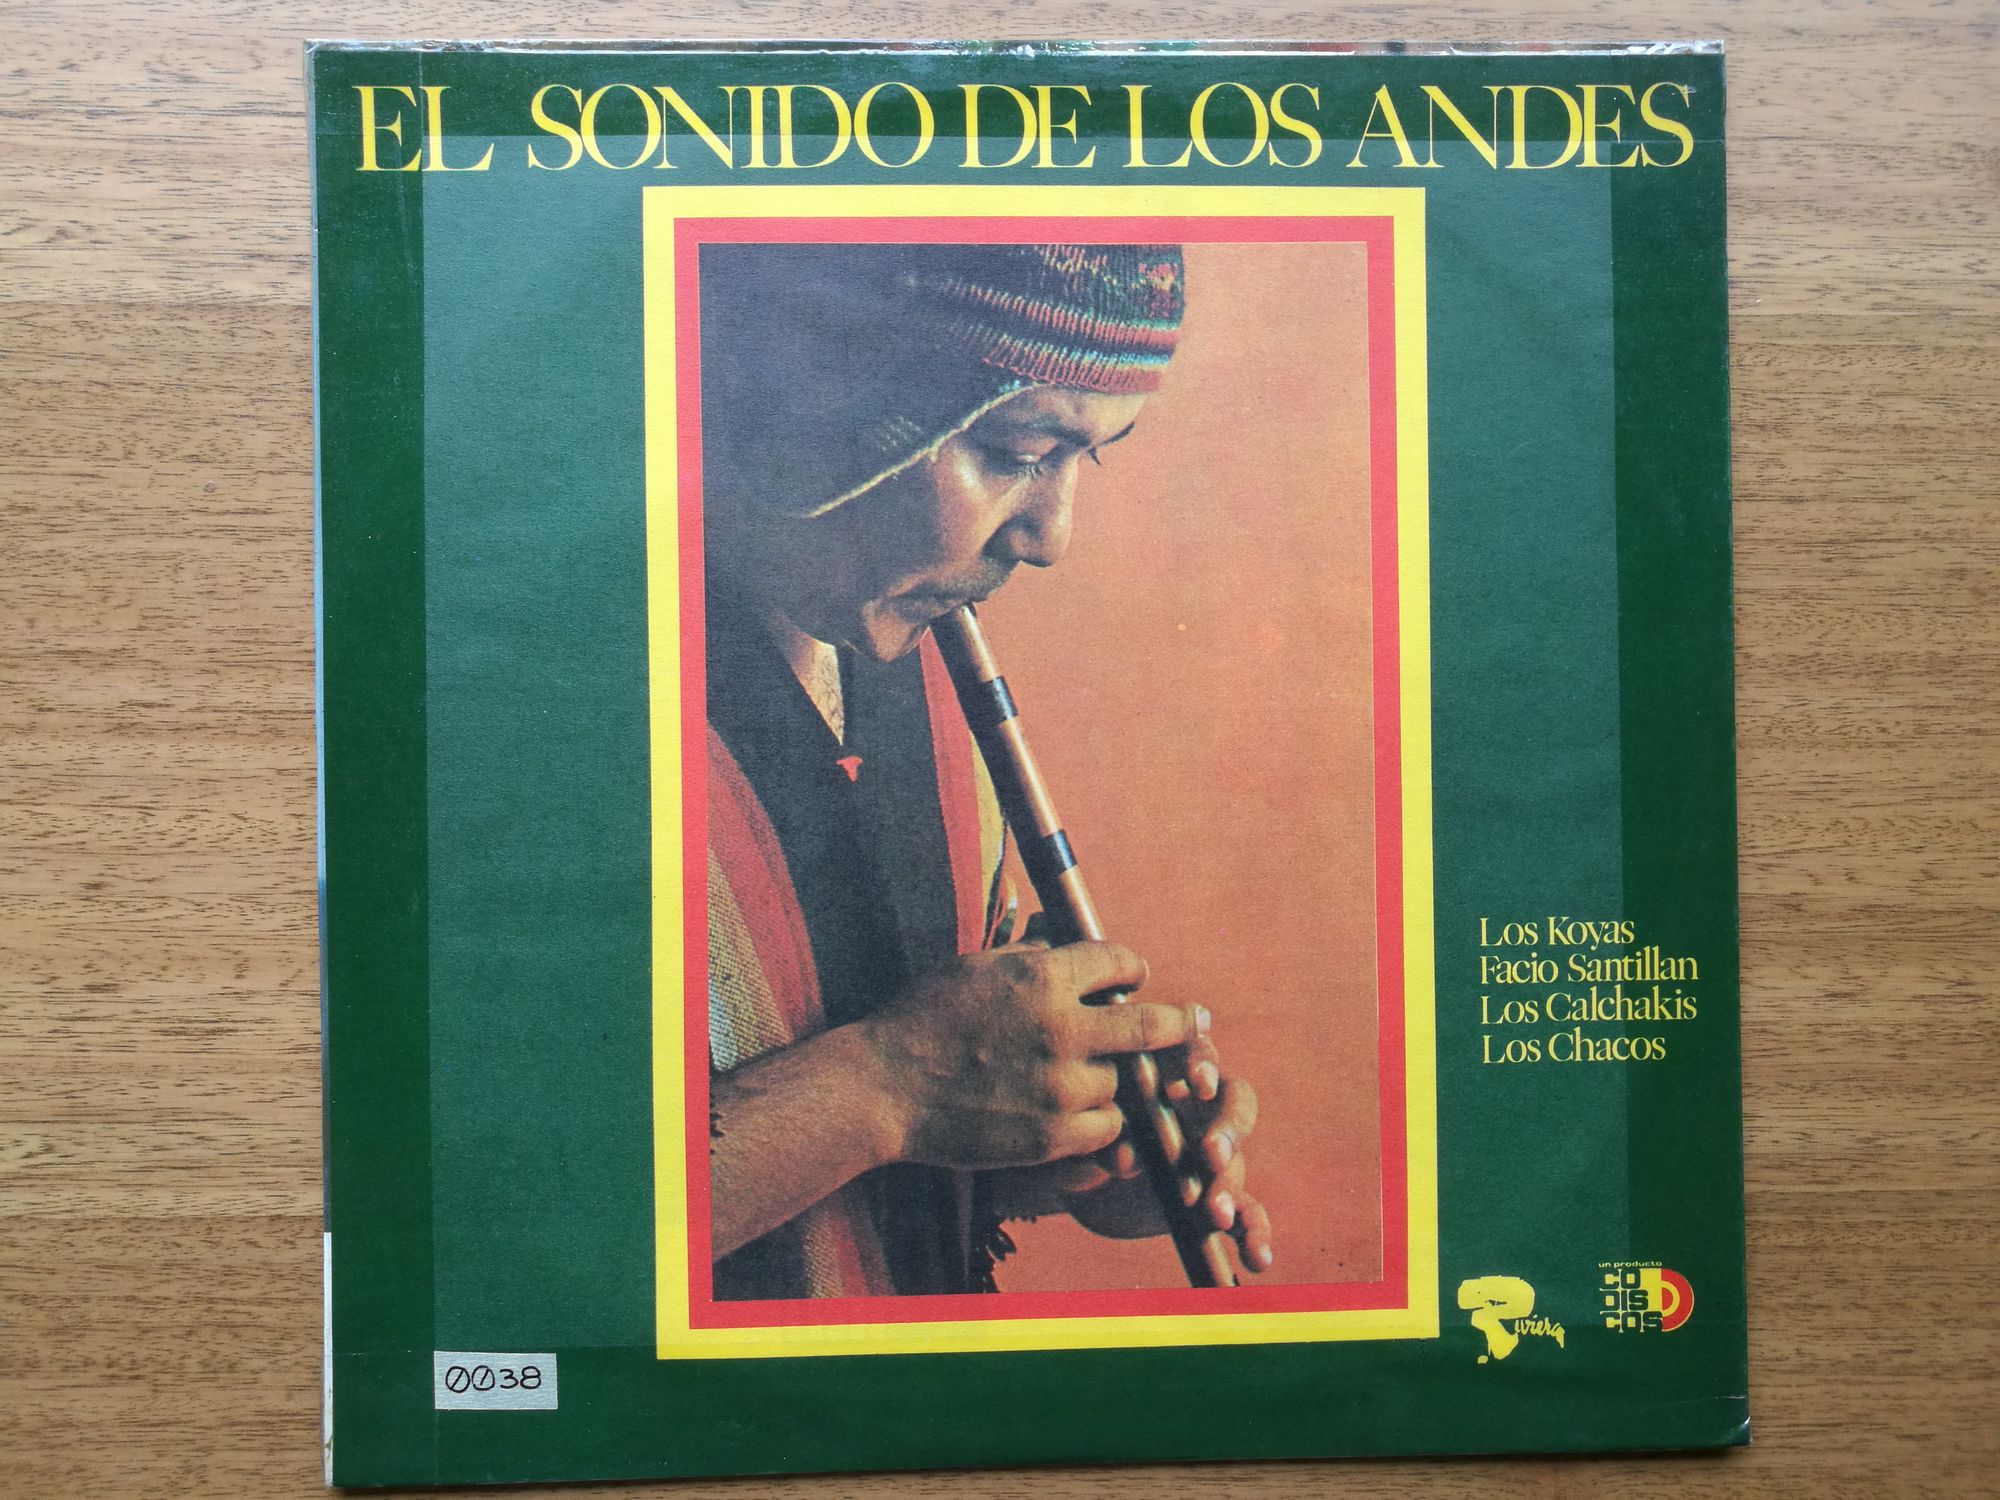 EL SONIDO DE LOS ANDES
Los Koyas
Facio Santillan
Los Calchakis
Los Chacos
Riviera
un producto
CO
DIS
COS
0038